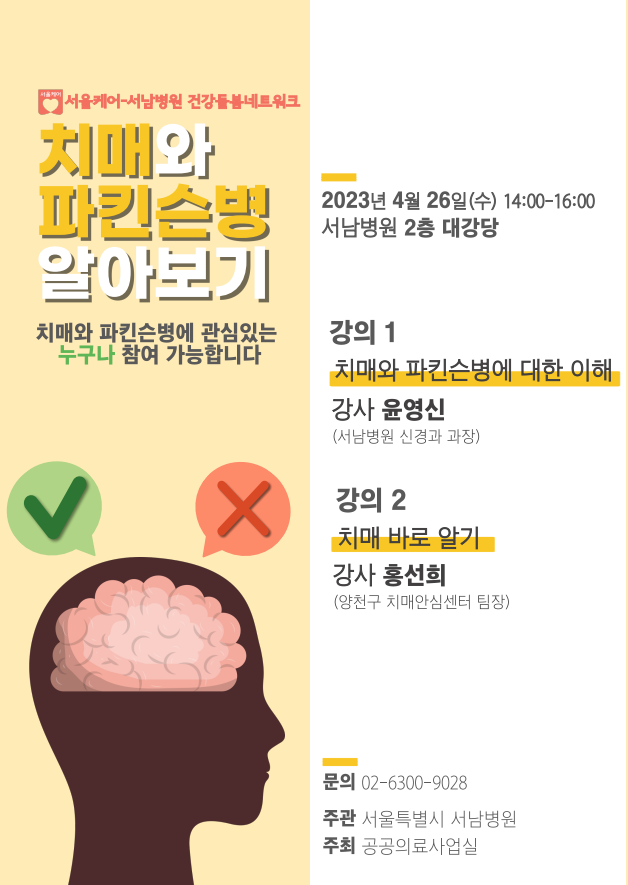 서울케어
서울케어-서남병원 건강돌봄네트워크
치매와
파킨슨병
알아보기
치매와 파킨슨병에 관심있는
누구나 참여 가능합니다
2023년 4월 26일(수) 14:00-16:00
서남병원 2층 대강당
강의 1
치매와 파킨슨병에 대한 이해
강사 윤영신
(서남병원 신경과 과장)
강의 2
치매 바로 알기
강사 홍선희
(양천구 치매안심센터 팀장)
문의 02-6300-9028
주관 서울특별시 서남병원
주최 공공의료사업실